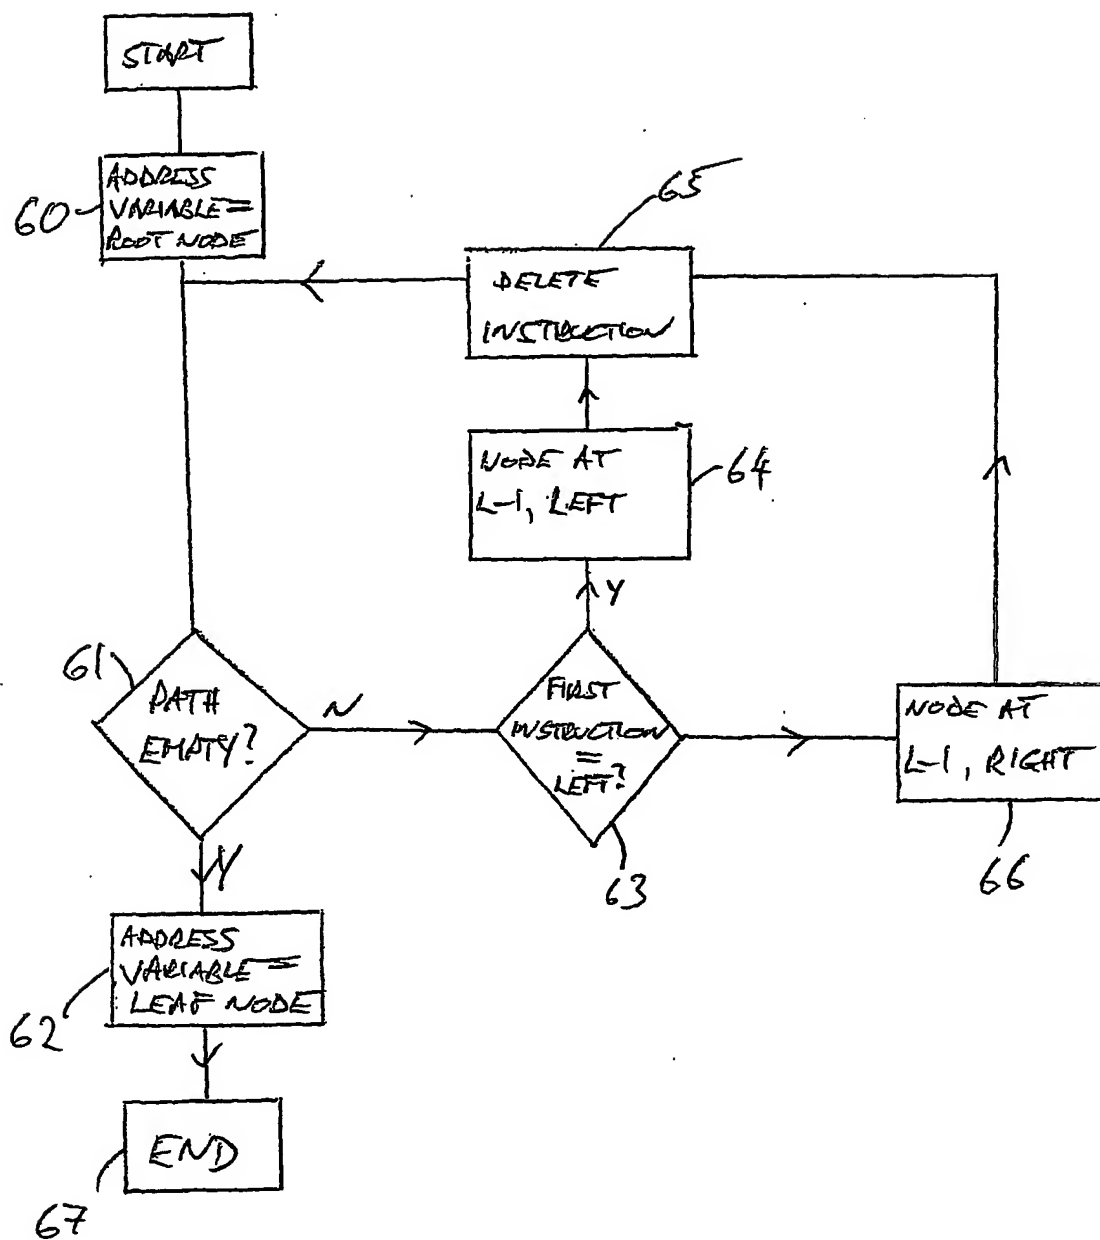 START
ADDRESS
VARIABLE =
ROOT NODE
60
65
DELETE
INSTRUCTION
NODE AT
L-1, LEFT
64
Y
61
PATH
EMPTY?
N
FIRST
INSTRUCTION
=
LEFT?
63
NODE AT
L-1, RIGHT
66
Y
ADDRESS
VARIABLE =
LEAF NODE
62
END
67